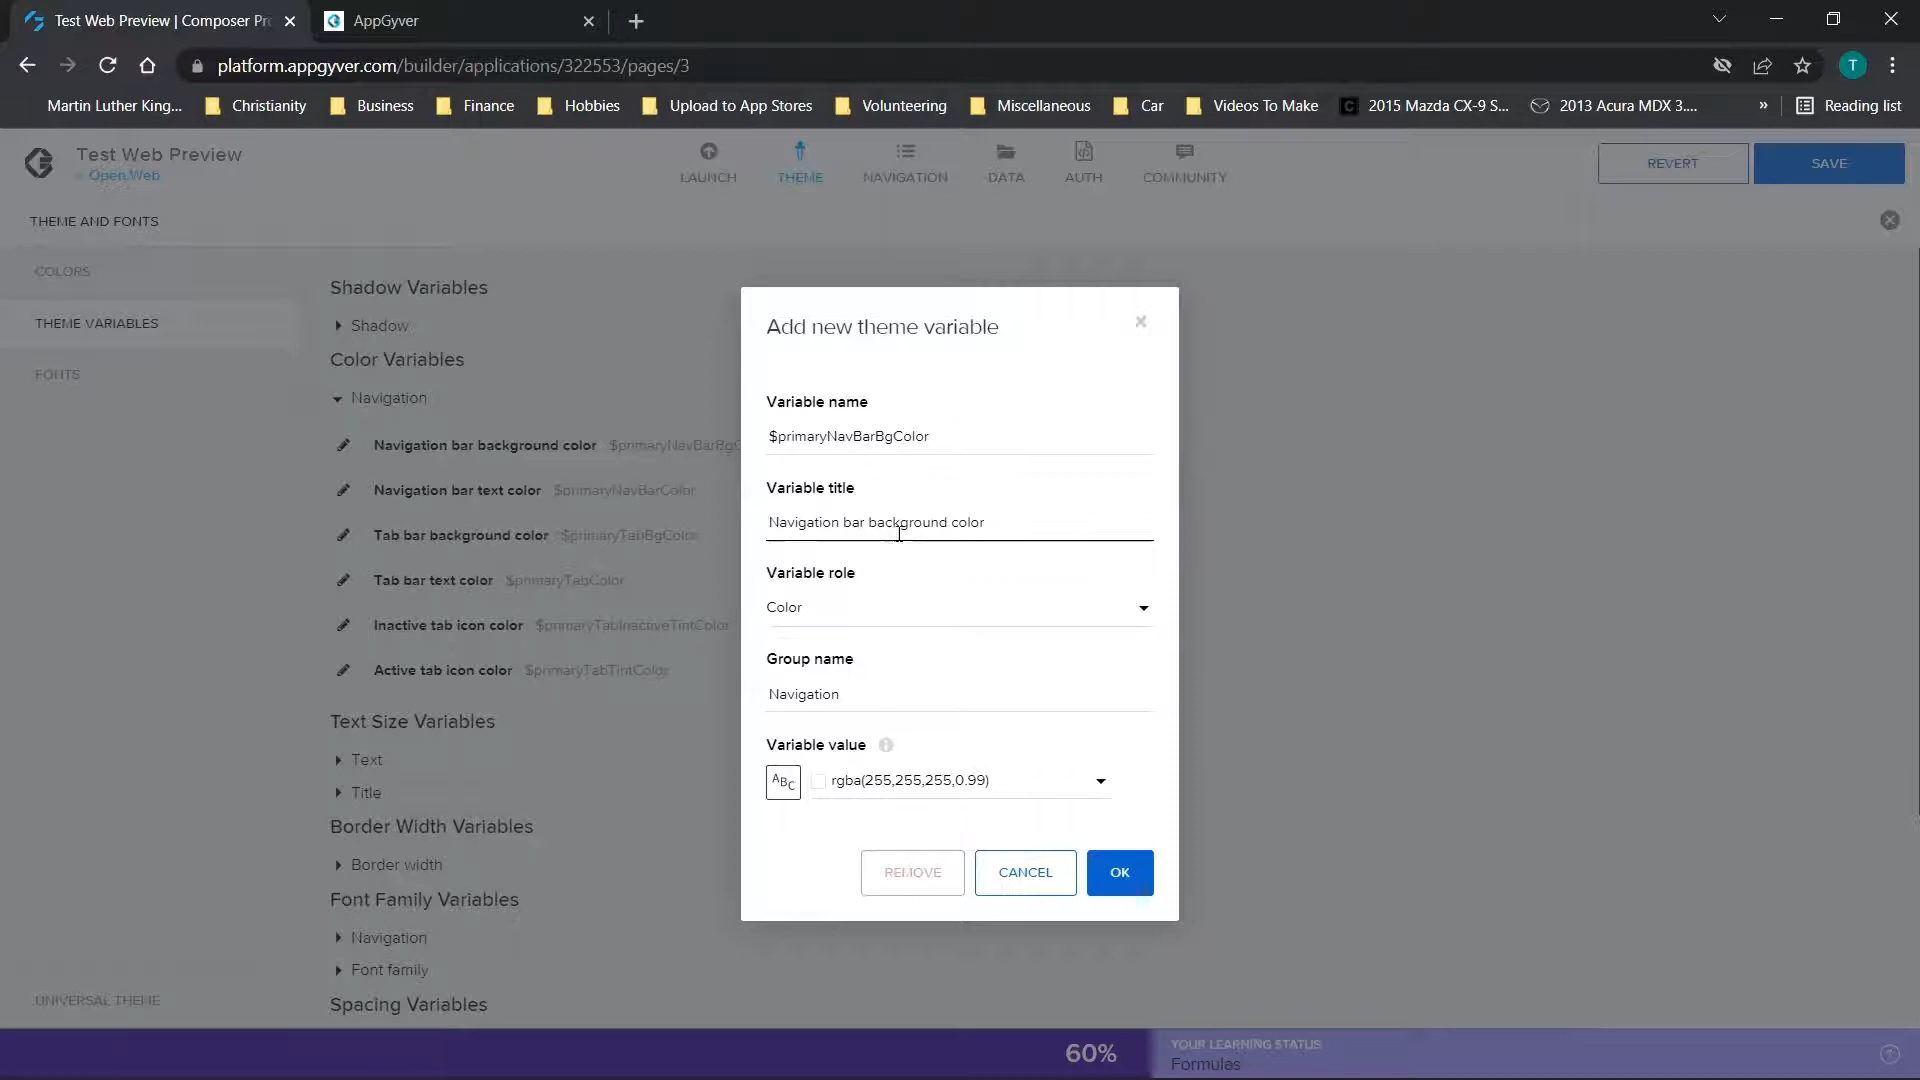 Test Web Preview | Composer Pr
AppGyver
platform.appgyver.com/builder/applications/322553/pages/3
T
Martin Luther King...
Christianity
Business
Finance
Hobbies
Upload to App Stores
Volunteering
Miscellaneous
Car
Videos To Make
2015 Mazda CX-9 S...
2013 Acura MDX 3....
»
Reading list
Test Web Preview
Open Web
LAUNCH
THEME
NAVIGATION
DATA
AUTH
COMMUNITY
REVERT
SAVE
THEME AND FONTS
COLORS
THEME VARIABLES
FONTS
UNIVERSAL THEME
Shadow Variables
Shadow
Color Variables
Navigation
Navigation bar background color $primaryNavBarBgC
Navigation bar text color $primaryNavBarColor
Tab bar background color $primaryTabBgColor
Tab bar text color $primaryTabColor
Inactive tab icon color $primaryTabInactiveTintColor
Active tab icon color $primaryTabTintColor
Text Size Variables
Text
Title
Border Width Variables
Border width
Font Family Variables
Navigation
Font family
Spacing Variables
Add new theme variable
Variable name
$primaryNavBarBgColor
Variable title
Navigation bar background color
Variable role
Color
Group name
Navigation
Variable value
ABC
rgba(255,255,255,0.99)
REMOVE
CANCEL
OK
60%
YOUR LEARNING STATUS
Formulas